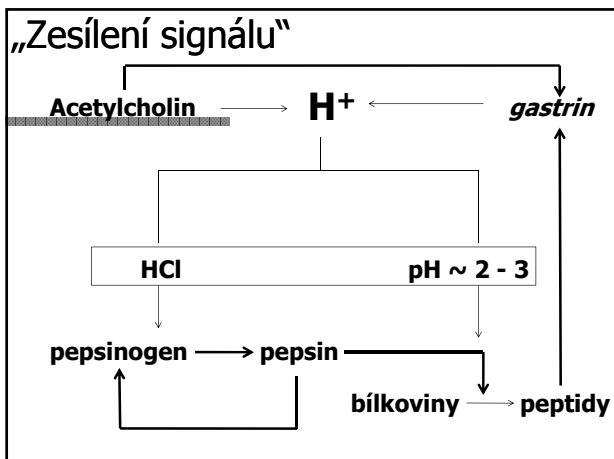 „Zesílení signálu“
Acetylcholin H⁺ gastrin
HCl pH ~ 2 - 3
pepsinogen pepsin
bílkoviny peptidy